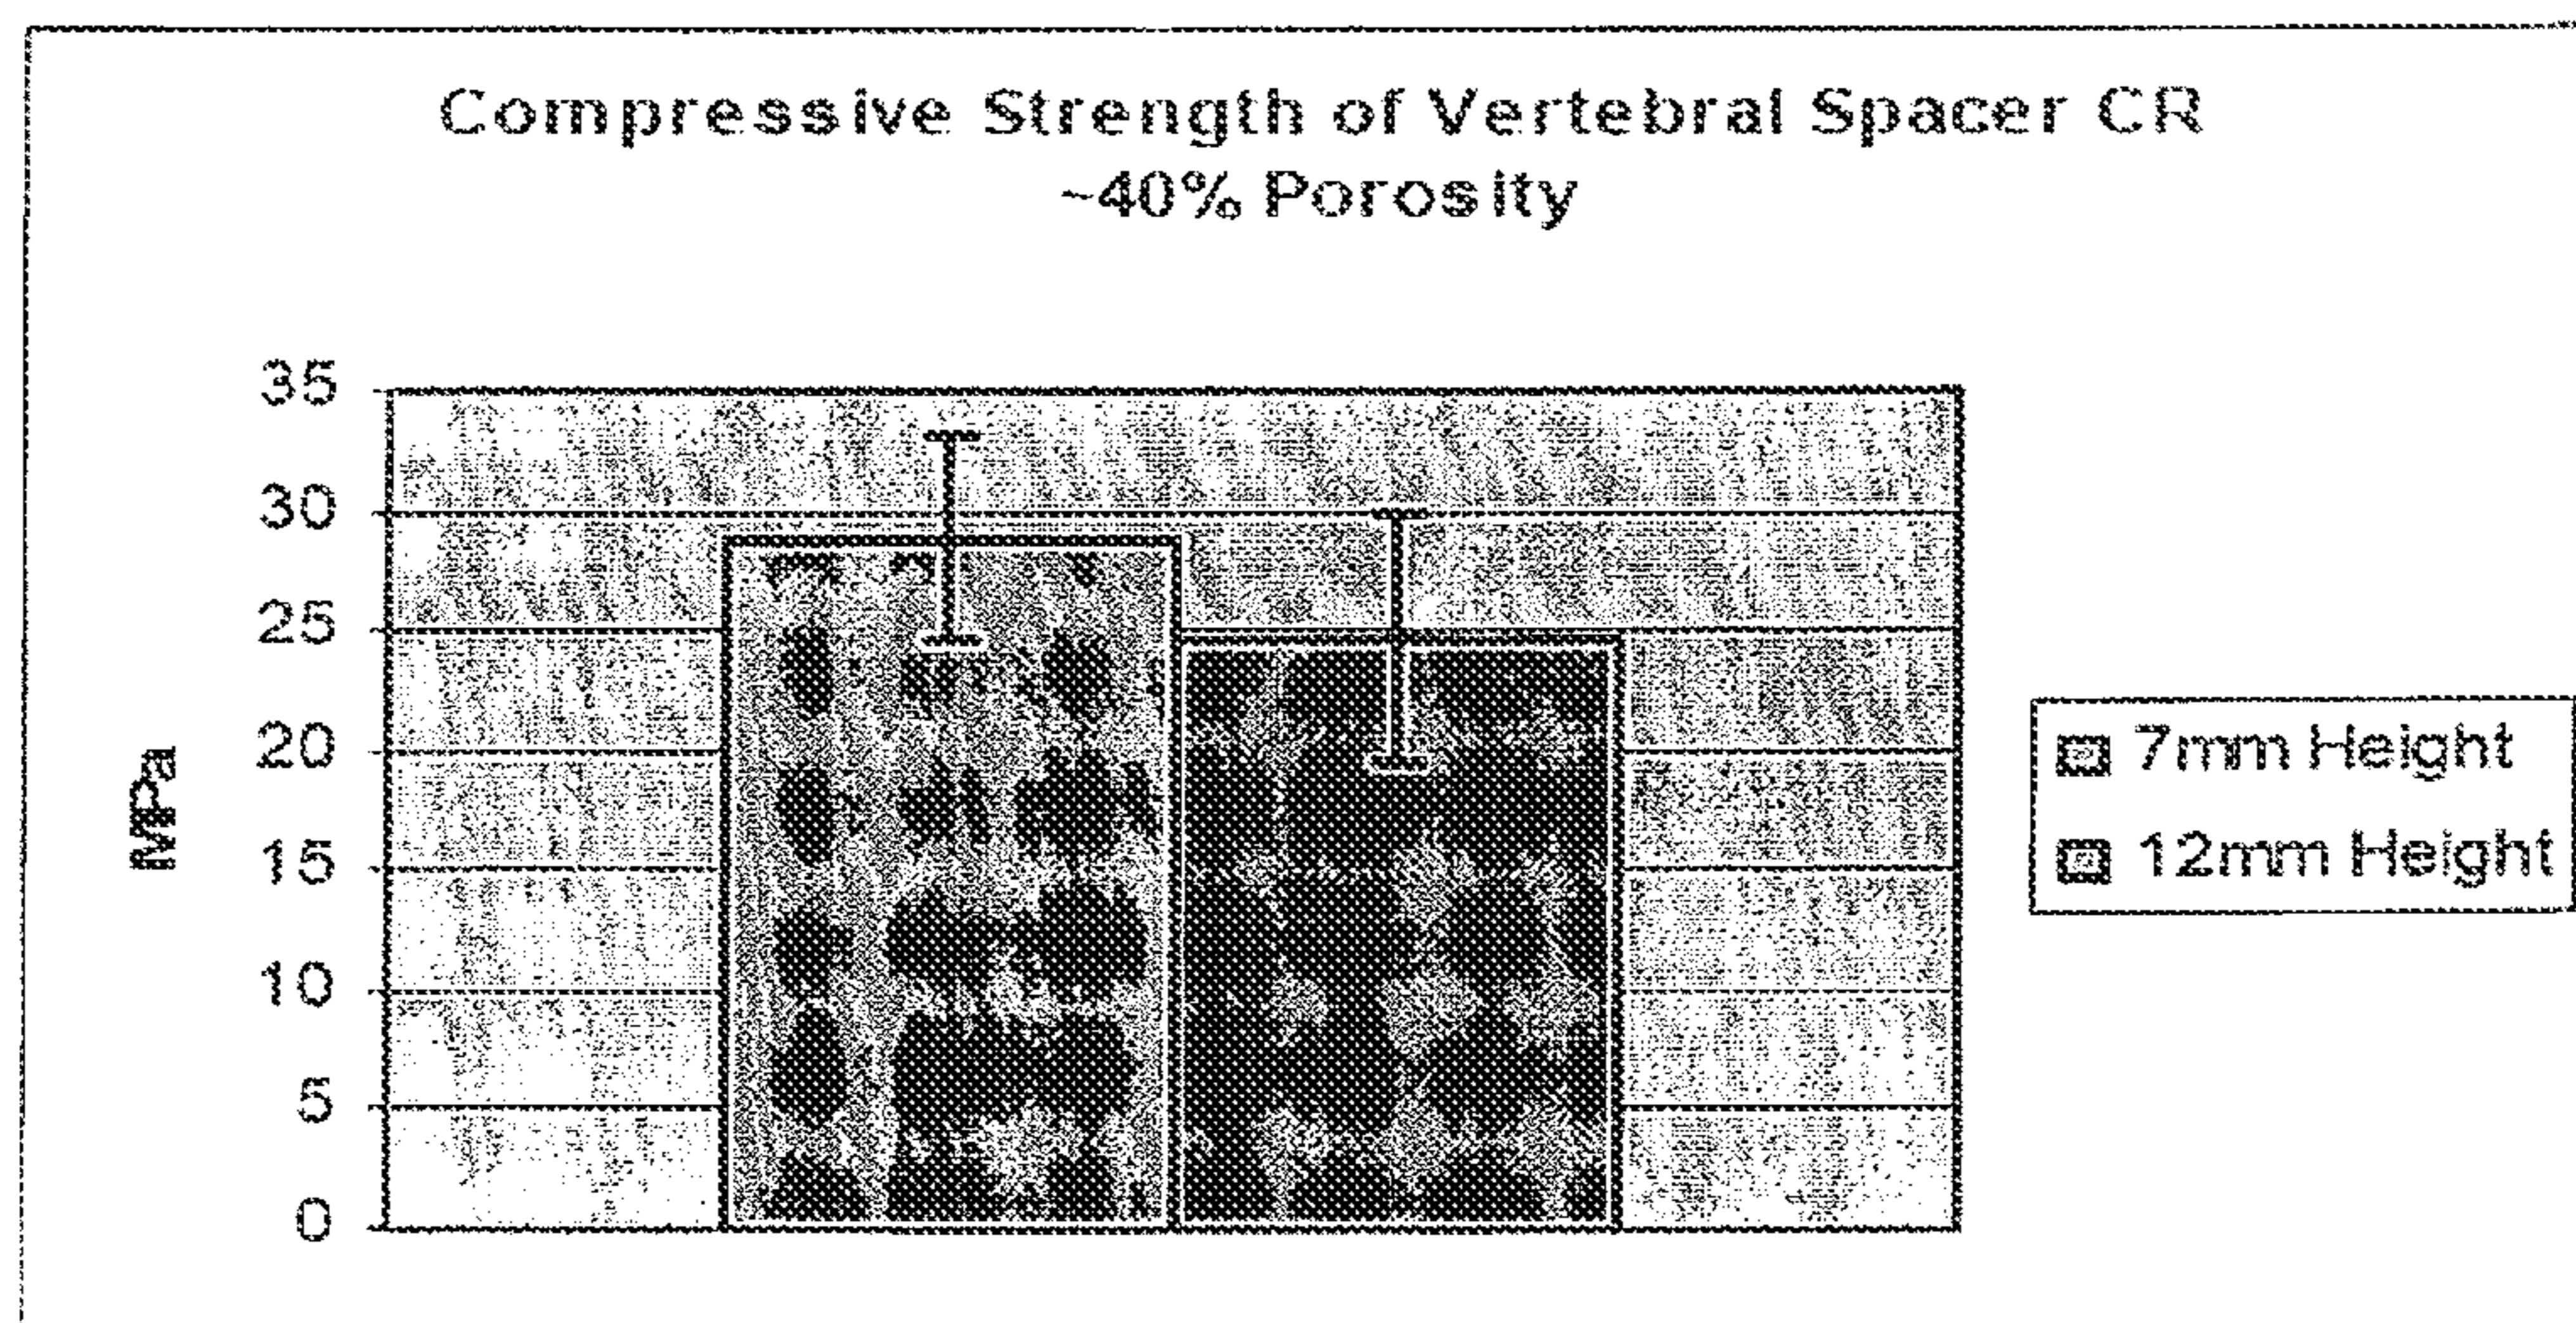 Compressive Strength of Vertebral Spacer CR
~40% Porosity
35
30
25
20
15
10
5
0
MPa
7mm Height
12mm Height